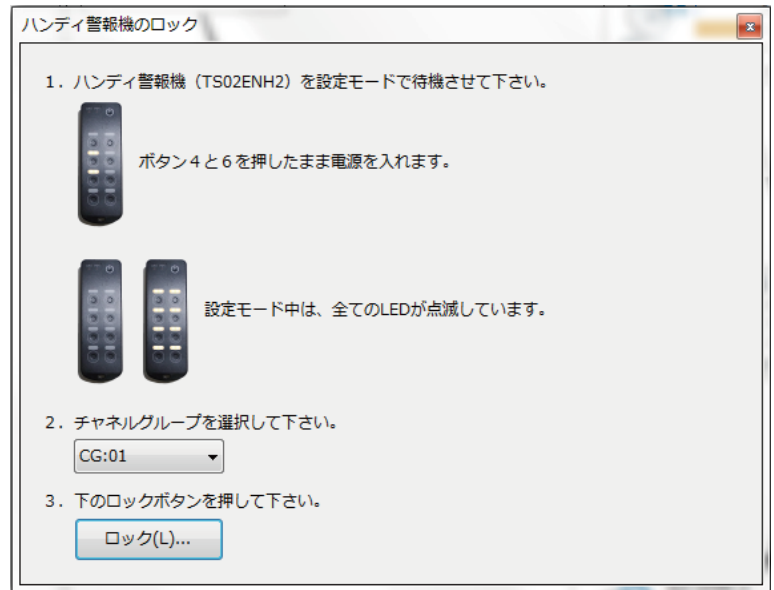 ハンディ警報機のロック
1. ハンディ警報機（TS02ENH2）を設定モードで待機させて下さい。
ボタン4と6を押したまま電源を入れます。
設定モード中は、全てのLEDが点滅しています。
2. チャネルグループを選択して下さい。
CG:01
3. 下のロックボタンを押して下さい。
ロック(L)...